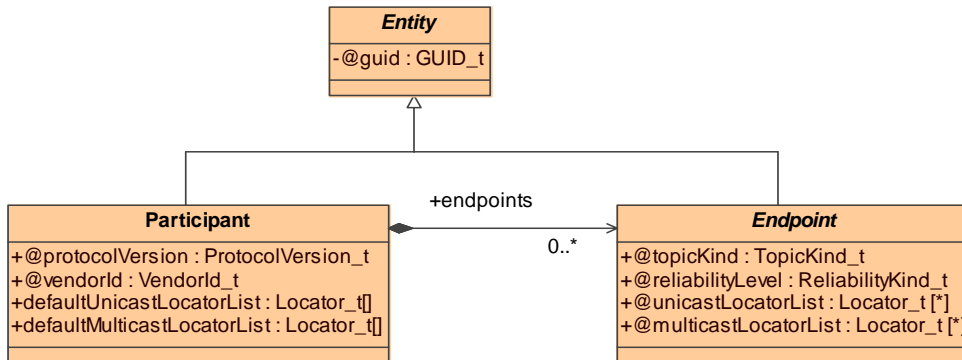 Entity
-@guid : GUID_t
+endpoints
0..*
Participant
+@protocolVersion : ProtocolVersion_t
+@vendorId : VendorId_t
+defaultUnicastLocatorList : Locator_t[]
+defaultMulticastLocatorList : Locator_t[]
Endpoint
+@topicKind : TopicKind_t
+@reliabilityLevel : ReliabilityKind_t
+@unicastLocatorList : Locator_t [*]
+@multicastLocatorList : Locator_t [*]